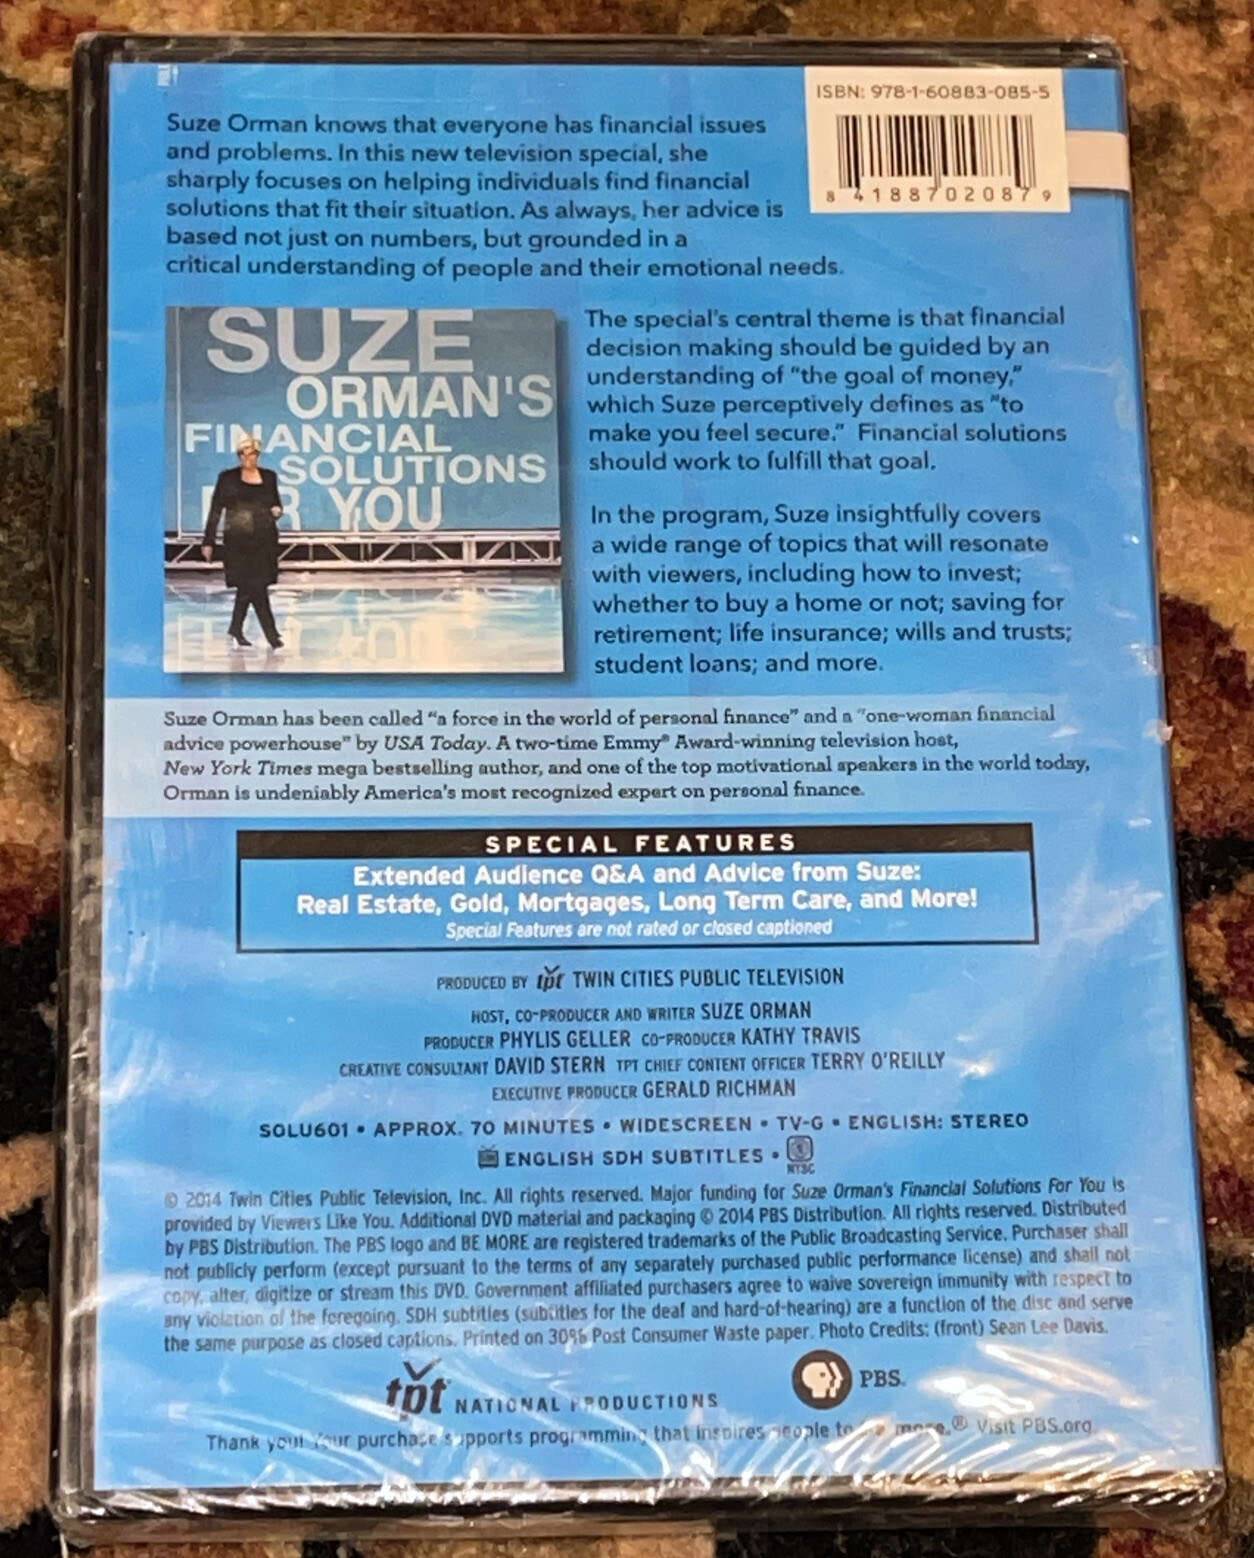 ISBN: 978-1-60883-085-5
8 41887 02087 9
Suze Orman knows that everyone has financial issues
and problems. In this new television special, she
sharply focuses on helping individuals find financial
solutions that fit their situation. As always, her advice is
based not just on numbers, but grounded in a
critical understanding of people and their emotional needs.
SUZE
ORMAN'S
FINANCIAL
SOLUTIONS
FOR YOU
The special's central theme is that financial
decision making should be guided by an
understanding of "the goal of money,"
which Suze perceptively defines as "to
make you feel secure." Financial solutions
should work to fulfill that goal.
In the program, Suze insightfully covers
a wide range of topics that will resonate
with viewers, including how to invest;
whether to buy a home or not; saving for
retirement; life insurance; wills and trusts;
student loans; and more.
Suze Orman has been called "a force in the world of personal finance" and a "one-woman financial
advice powerhouse" by USA Today. A two-time Emmy® Award-winning television host,
New York Times mega bestselling author, and one of the top motivational speakers in the world today,
Orman is undeniably America's most recognized expert on personal finance.
SPECIAL FEATURES
Extended Audience Q&A and Advice from Suze:
Real Estate, Gold, Mortgages, Long Term Care, and More!
Special Features are not rated or closed captioned
PRODUCED BY tpt TWIN CITIES PUBLIC TELEVISION
HOST, CO-PRODUCER AND WRITER SUZE ORMAN
PRODUCER PHYLIS GELLER CO-PRODUCER KATHY TRAVIS
CREATIVE CONSULTANT DAVID STERN TPT CHIEF CONTENT OFFICER TERRY O'REILLY
EXECUTIVE PRODUCER GERALD RICHMAN
SOLU601 • APPROX. 70 MINUTES • WIDESCREEN • TV-G • ENGLISH: STEREO
ENGLISH SDH SUBTITLES • 1 NTSC
© 2014 Twin Cities Public Television, Inc. All rights reserved. Major funding for Suze Orman's Financial Solutions For You is
provided by Viewers Like You. Additional DVD material and packaging © 2014 PBS Distribution. All rights reserved. Distributed
by PBS Distribution. The PBS logo and BE MORE are registered trademarks of the Public Broadcasting Service. Purchaser shall
not publicly perform (except pursuant to the terms of any separately purchased public performance license) and shall not
copy, alter, digitize or stream this DVD. Government affiliated purchasers agree to waive sovereign immunity with respect to
any violation of the foregoing. SDH subtitles (subtitles for the deaf and hard-of-hearing) are a function of the disc and serve
the same purpose as closed captions. Printed on 30% Post Consumer Waste paper. Photo Credits: (front) Sean Lee Davis.
tpt NATIONAL PRODUCTIONS
PBS.
Thank you! Your purchase supports programming that inspires people to be more.® Visit PBS.org.